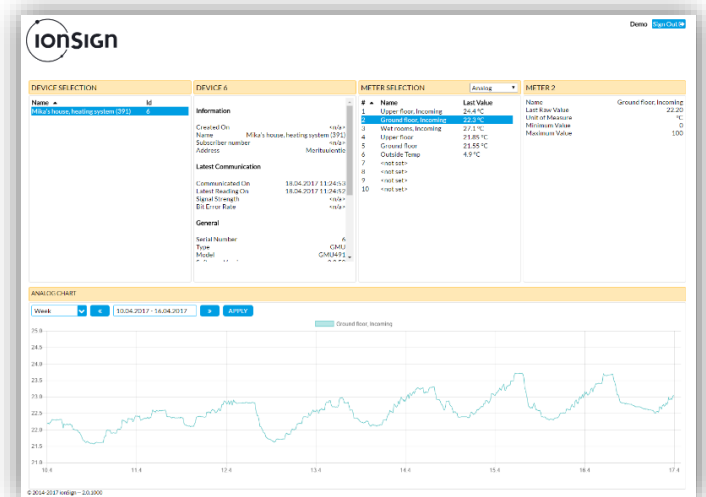 ionSign
Demo Sign Out
DEVICE SELECTION
Name Id
Mika's house, heating system (391) 6
DEVICE 6
Information
Created On <n/a>
Name Mika's house, heating system (391)
Subscriber number <n/a>
Address Merituulentie
Latest Communication
Communicated On 18.04.2017 11:24:53
Latest Reading On 18.04.2017 11:24:52
Signal Strength <n/a>
Bit Error Rate <n/a>
General
Serial Number 6
Type GMU
Model GMU491
METER SELECTION Analog
# Name Last Value
1 Upper floor, Incoming 24.4 °C
2 Ground floor, Incoming 22.3 °C
3 Wet rooms, Incoming 27.1 °C
4 Upper floor 21.85 °C
5 Ground floor 21.55 °C
6 Outside Temp 4.9 °C
7 <not set>
8 <not set>
9 <not set>
10 <not set>
METER 2
Name Ground floor, Incoming
Last Raw Value 22.20
Unit of Measure °C
Minimum Value 0
Maximum Value 100
ANALOG CHART
Week « 10.04.2017 - 16.04.2017 » APPLY
Ground floor, Incoming
25.0
24.5
24.0
23.5
23.0
22.5
22.0
21.5
21.0
10.4 11.4 12.4 13.4 14.4 15.4 16.4 17.4
© 2014-2017 ionSign — 2.0.1000